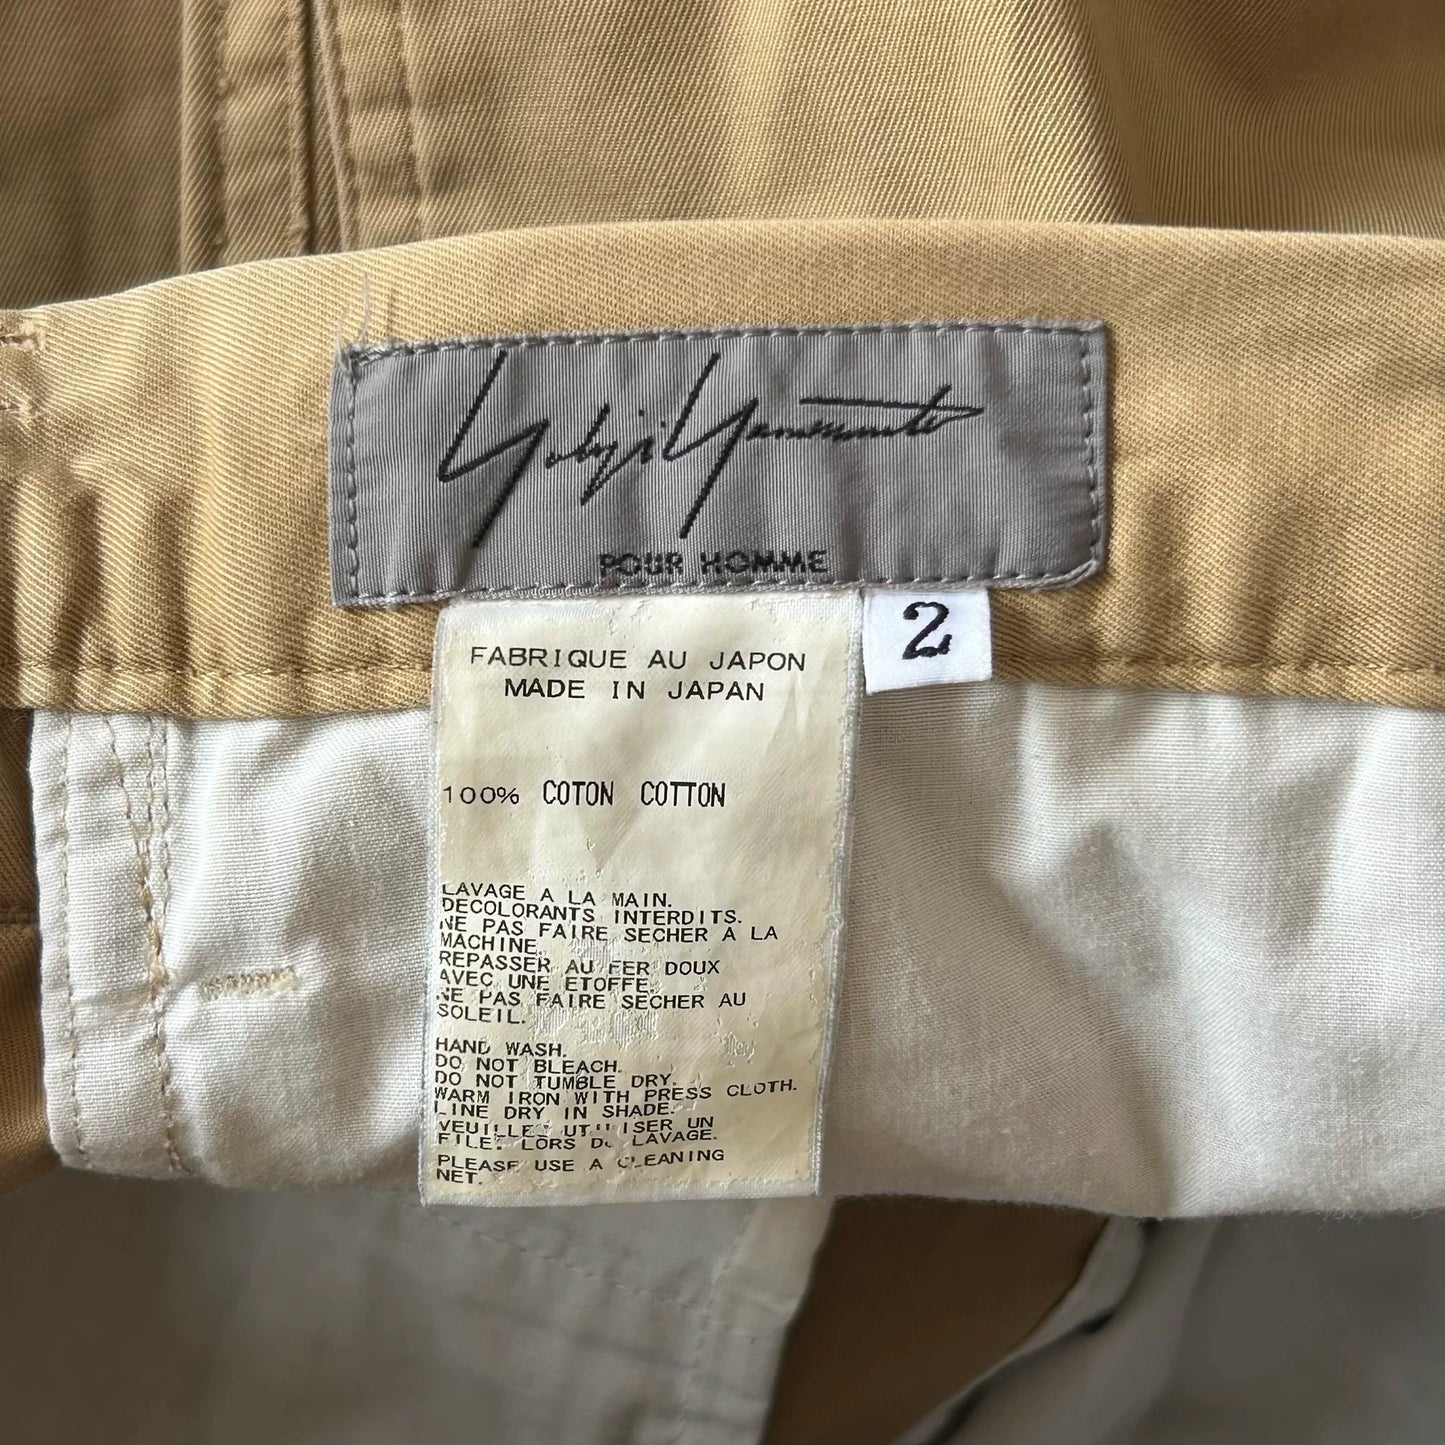 Yohji Yamamoto
POUR HOMME
2
FABRIQUE AU JAPON
MADE IN JAPAN
100% COTON COTTON
LAVAGE A LA MAIN.
DECOLORANTS INTERDITS.
NE PAS FAIRE SECHER A LA
MACHINE
REPASSER AU FER DOUX
AVEC UNE ETOFFE.
NE PAS FAIRE SECHER AU
SOLEIL.
HAND WASH.
DO NOT BLEACH.
DO NOT TUMBLE DRY.
WARM IRON WITH PRESS CLOTH.
LINE DRY IN SHADE.
VEUILLEZ UTILISER UN
FILET LORS DU LAVAGE.
PLEASE USE A CLEANING
NET.